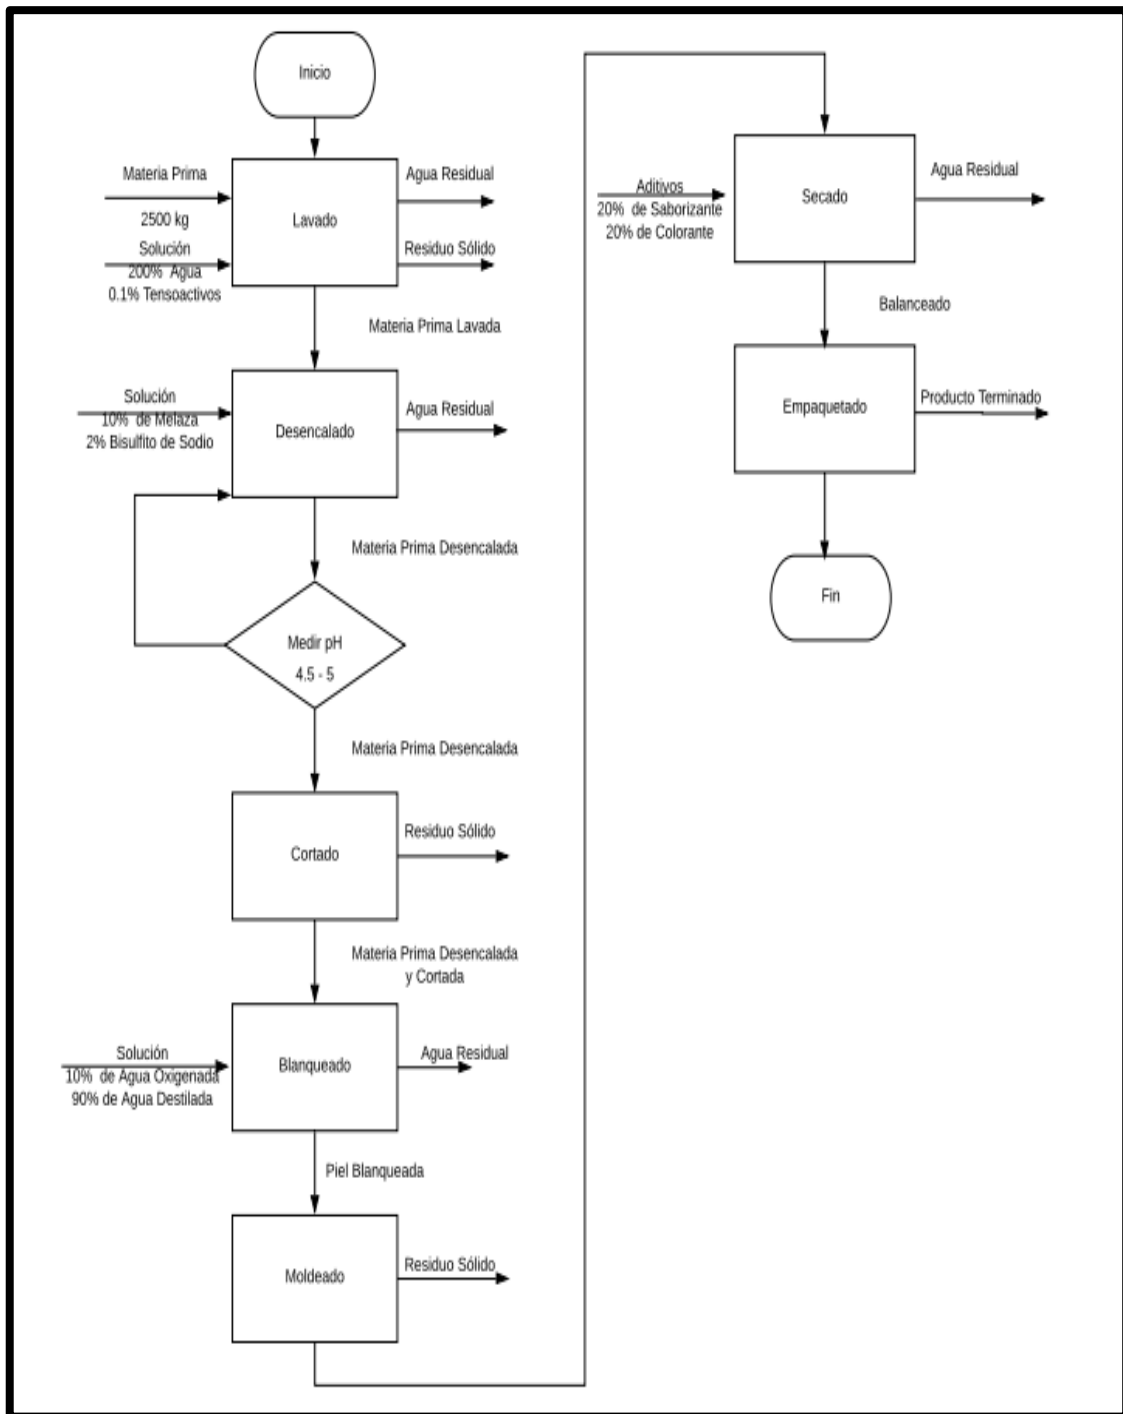 Inicio
Materia Prima
2500 kg
Solución
200%  Agua
0.1% Tensoactivos
Lavado
Agua Residual
Residuo Sólido
Materia Prima Lavada
Solución
10%  de Melaza
2% Bisulfito de Sodio
Desencalado
Agua Residual
Materia Prima Desencalada
Medir pH
4.5 - 5
Materia Prima Desencalada
Cortado
Residuo Sólido
Materia Prima Desencalada
y Cortada
Solución
10%  de Agua Oxigenada
90% de Agua Destilada
Blanqueado
Agua Residual
Piel Blanqueada
Moldeado
Residuo Sólido
Aditivos
20%  de Saborizante
20% de Colorante
Secado
Agua Residual
Balanceado
Empaquetado
Producto Terminado
Fin